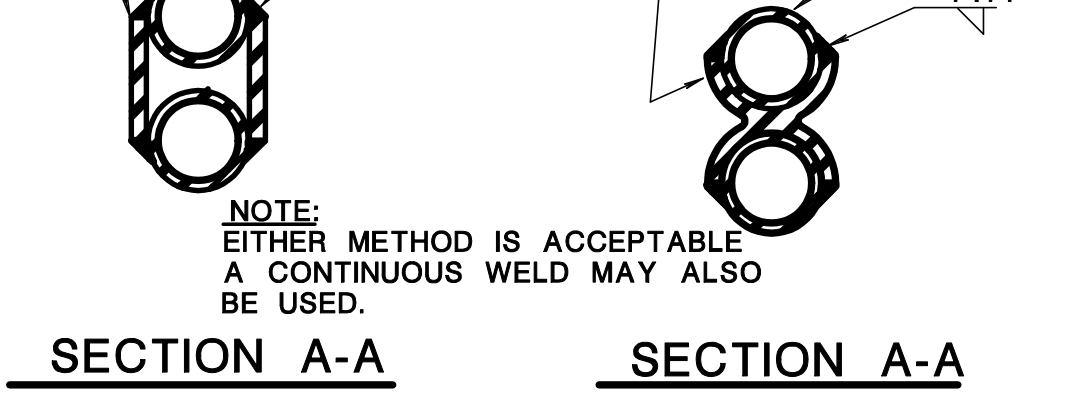 NOTE:
EITHER METHOD IS ACCEPTABLE
A CONTINUOUS WELD MAY ALSO
BE USED.
SECTION A-A
SECTION A-A